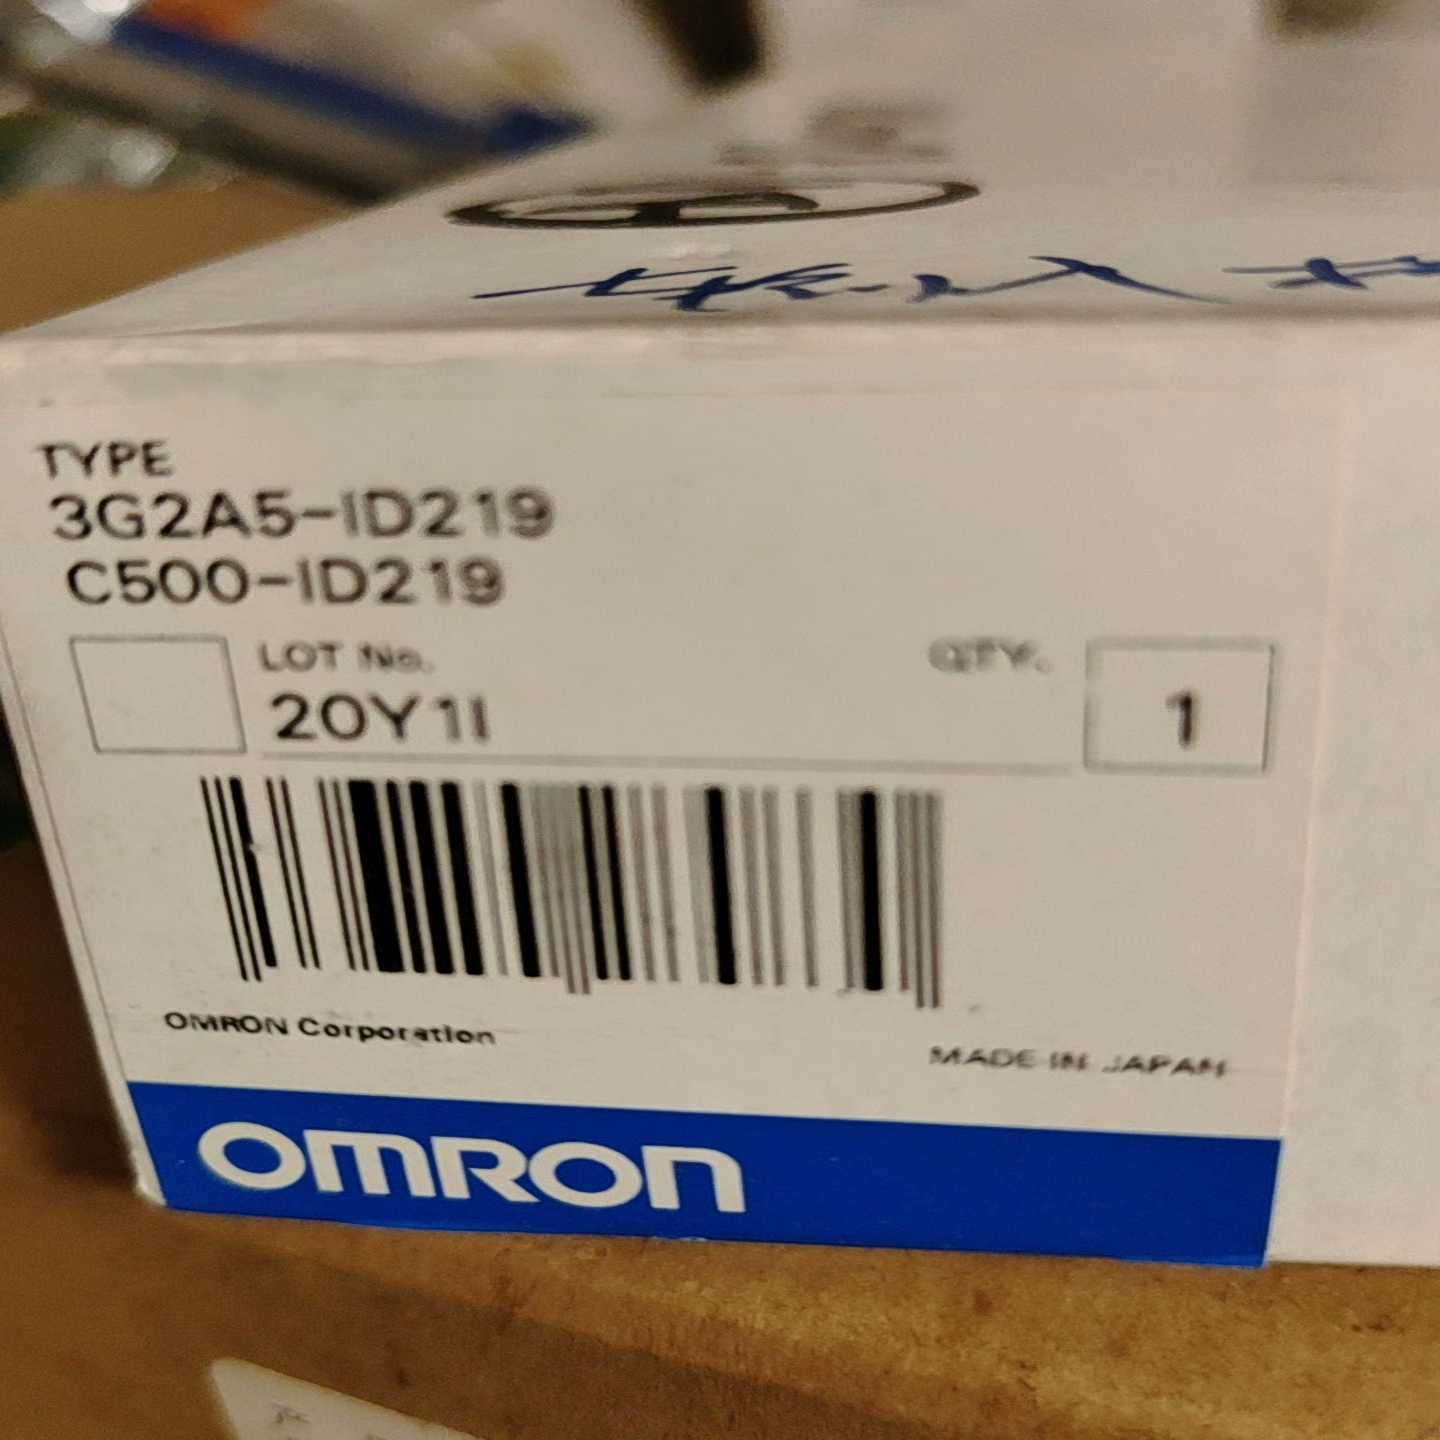 TYPE
3G2A5-ID219
C500-ID219
LOT No.
20Y1I
QTY.
1
OMRON Corporation
MADE IN JAPAN
OMRON